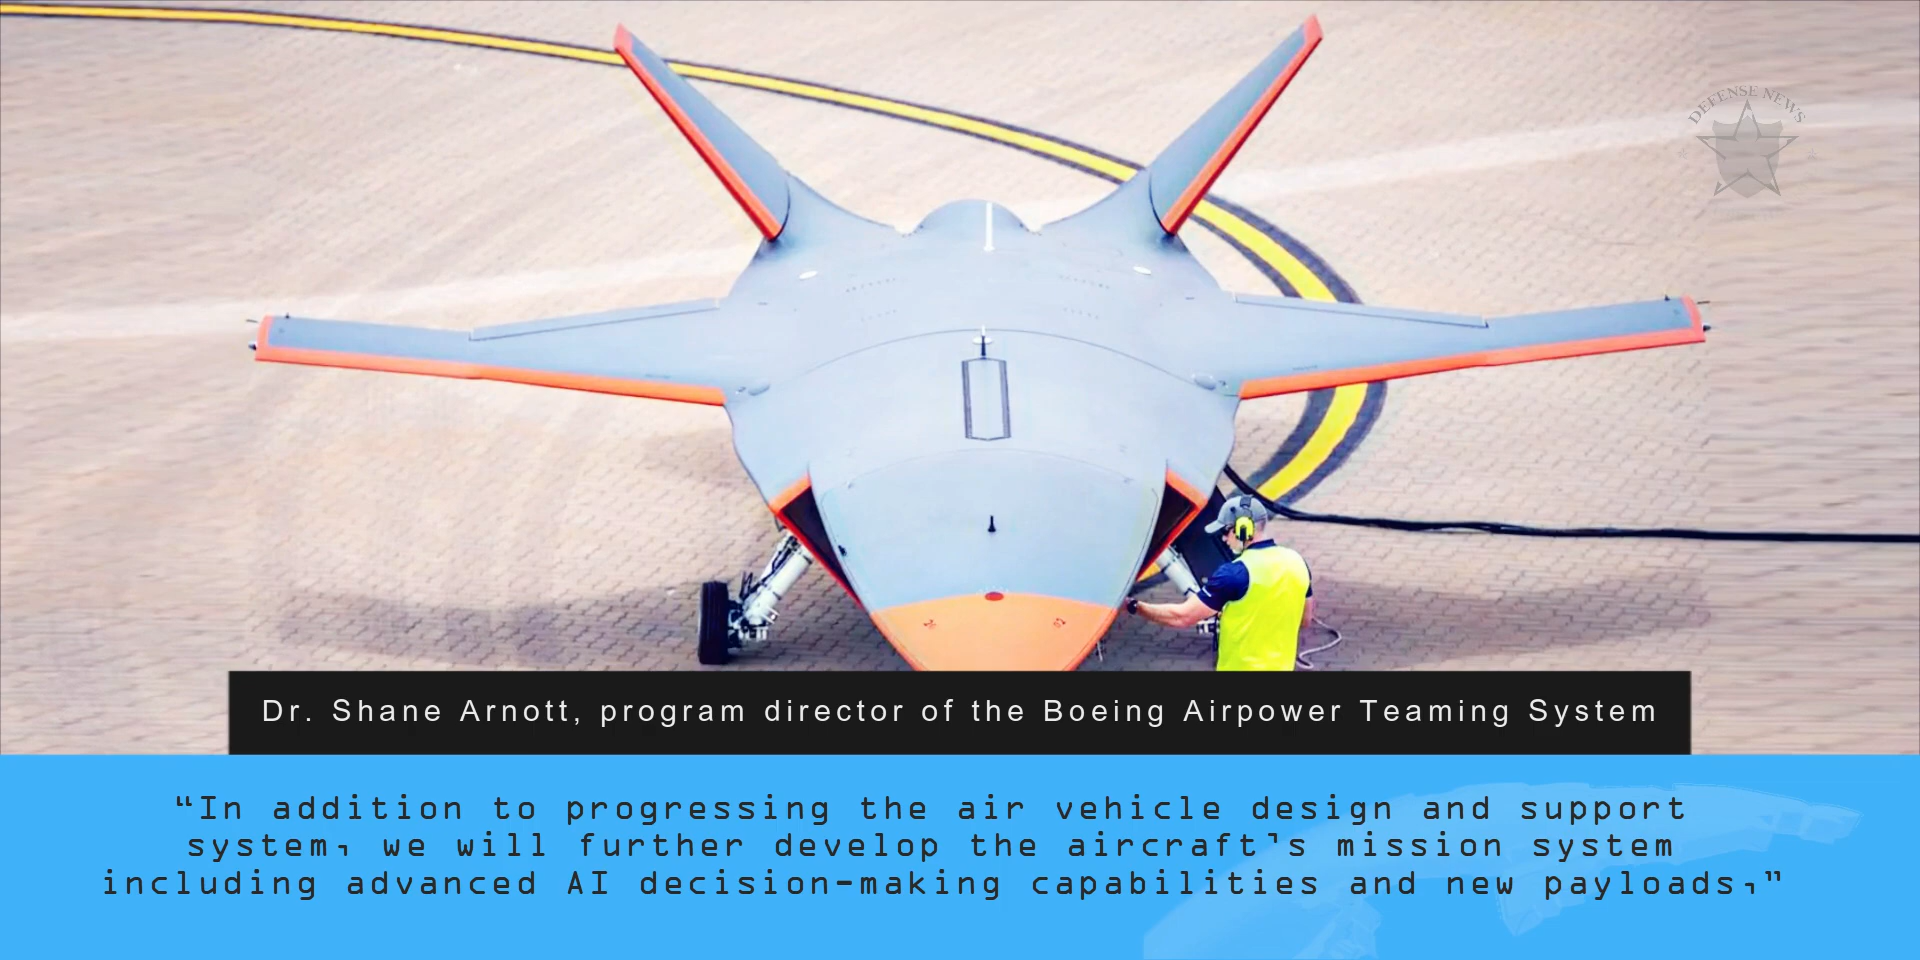 DEFENSE NEWS
Dr. Shane Arnott, program director of the Boeing Airpower Teaming System
“In addition to progressing the air vehicle design and support
system, we will further develop the aircraft's mission system
including advanced AI decision-making capabilities and new payloads,”